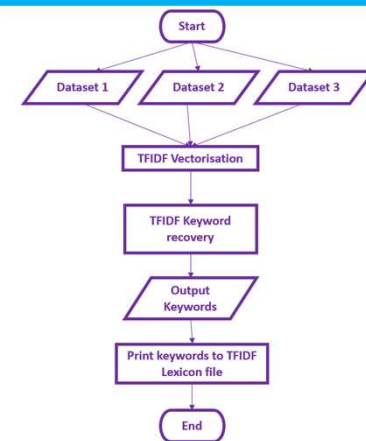 Start
Dataset 1
Dataset 2
Dataset 3
TFIDF Vectorisation
TFIDF Keyword
recovery
Output
Keywords
Print keywords to TFIDF
Lexicon file
End